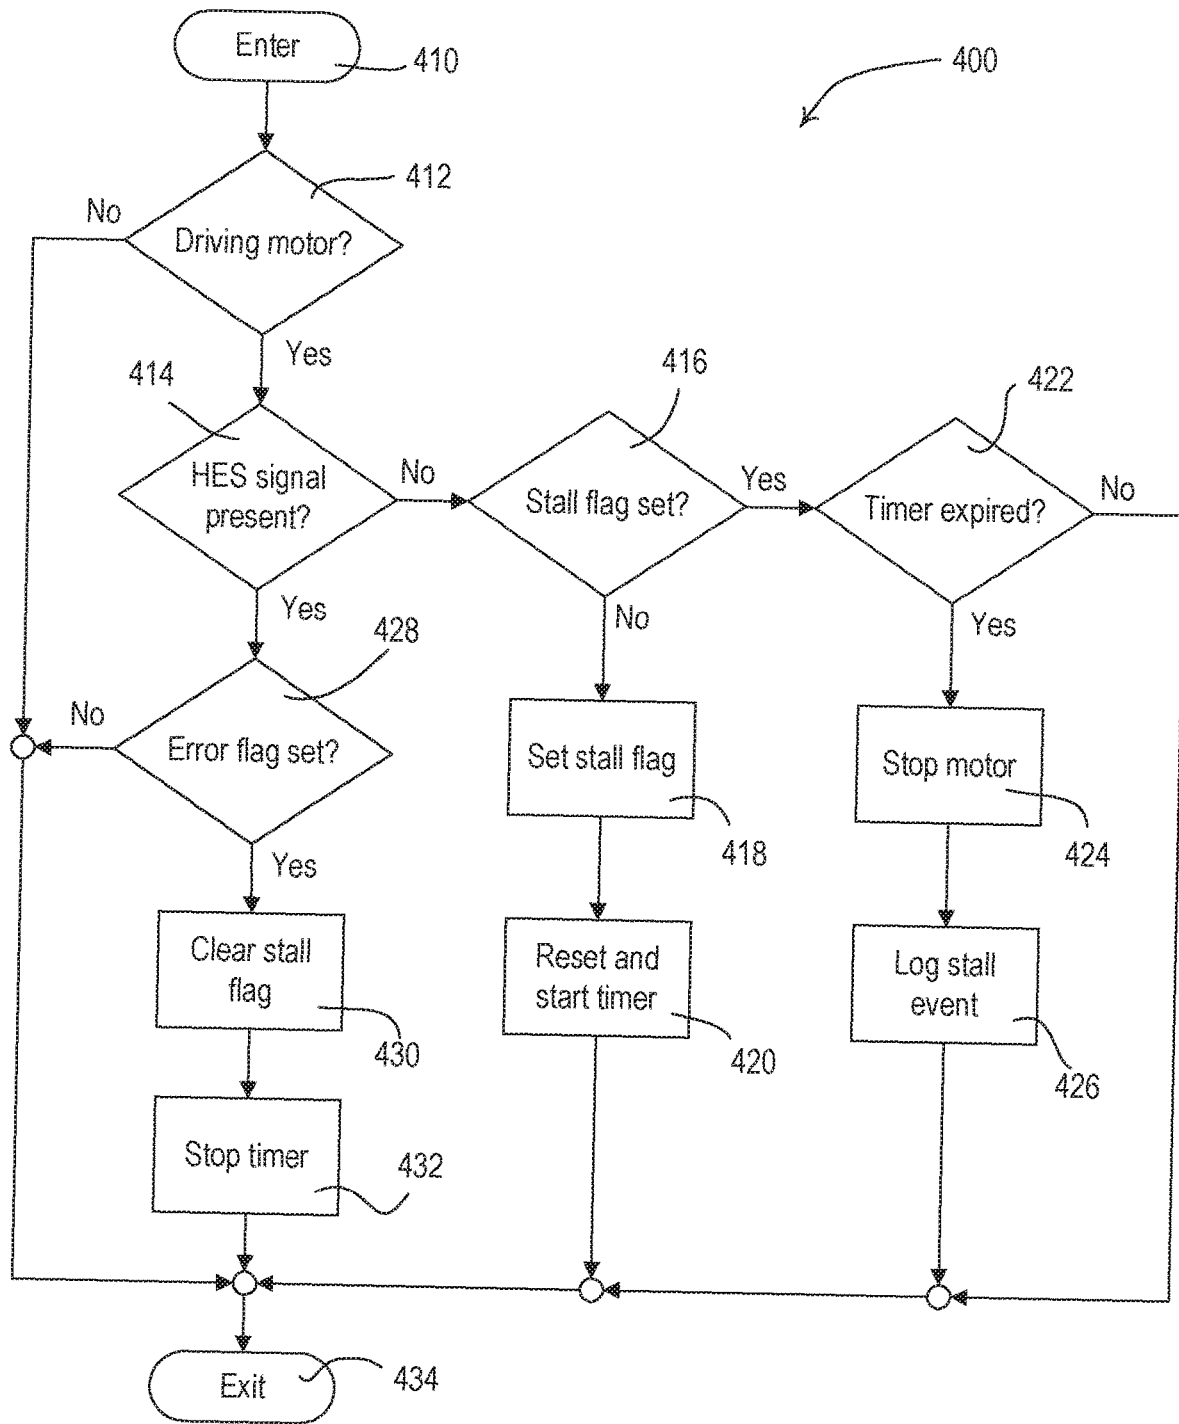 Enter
410
400
412
No
Driving motor?
Yes
414
416
422
HES signal
present?
No
Stall flag set?
Yes
Timer expired?
No
Yes
428
No
Yes
No
Error flag set?
Set stall flag
Stop motor
418
424
Yes
Clear stall
flag
430
Reset and
start timer
420
Log stall
event
426
Stop timer
432
Exit
434